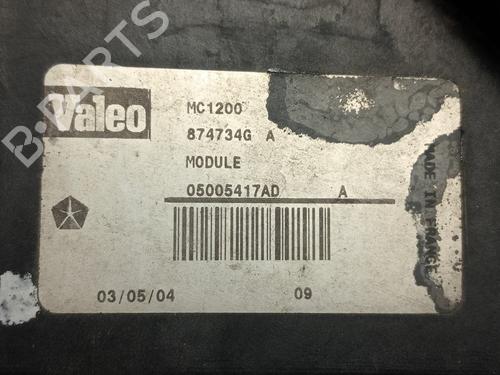 B-PARTS
Valeo
MC1200
874734G A
MODULE
05005417AD A
03/05/04 09
MADE IN FRANCE